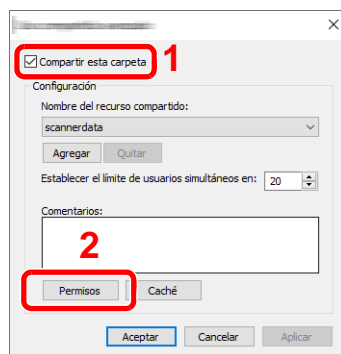 Compartir esta carpeta
1
Configuración
Nombre del recurso compartido:
scannerdata
Agregar Quitar
Establecer el límite de usuarios simultáneos en: 20
Comentarios:
2
Permisos Caché
Aceptar Cancelar Aplicar